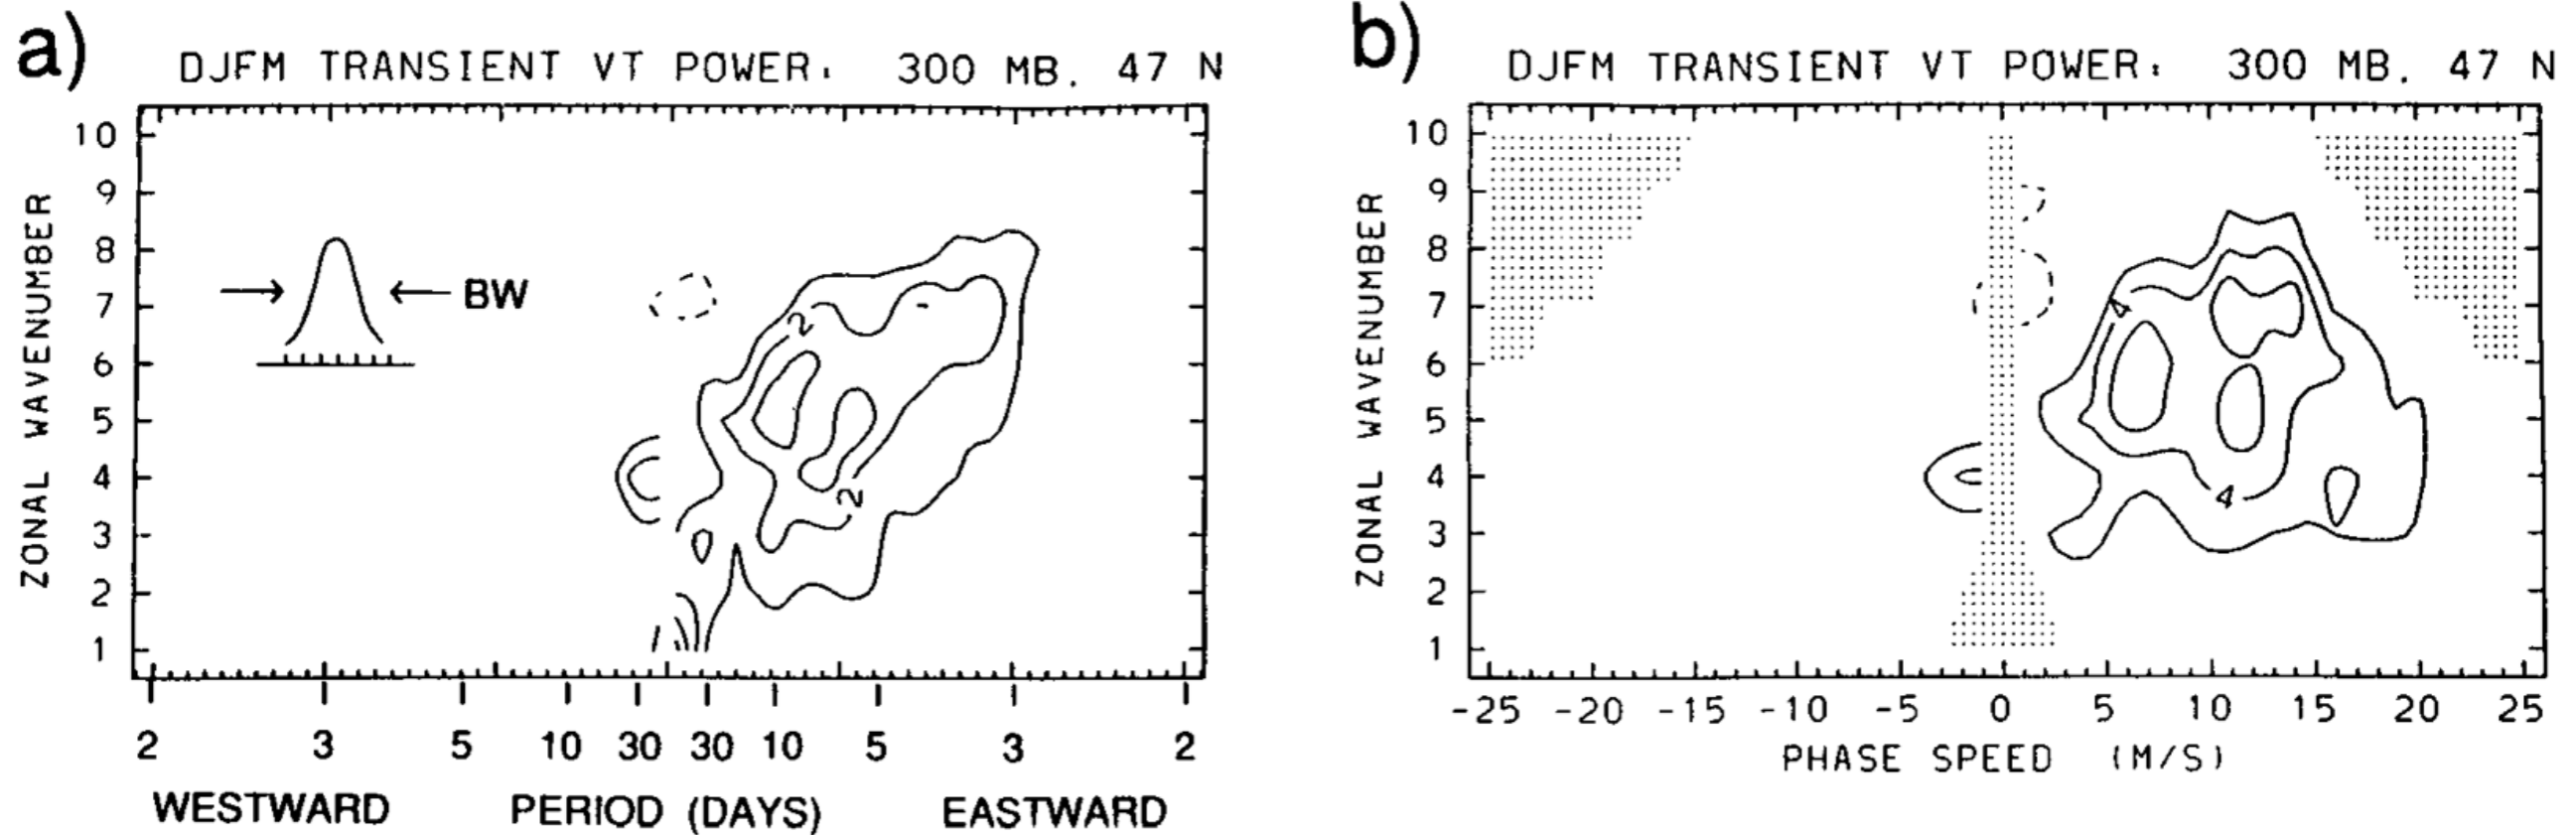 a)
DJFM TRANSIENT VT POWER: 300 MB. 47 N
ZONAL WAVENUMBER
10
9
8
7
6
5
4
3
2
1
BW
2
2
2 3 5 10 30 30 10 5 3 2
WESTWARD PERIOD (DAYS) EASTWARD
b)
DJFM TRANSIENT VT POWER: 300 MB. 47 N
ZONAL WAVENUMBER
10
9
8
7
6
5
4
3
2
1
4
4
-25 -20 -15 -10 -5 0 5 10 15 20 25
PHASE SPEED (M/S)